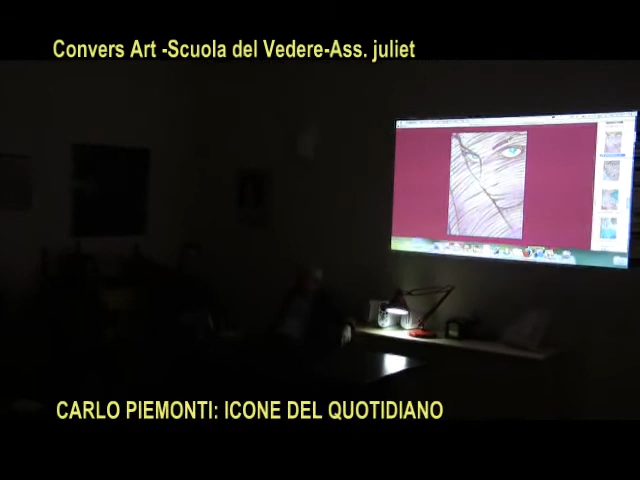 Convers Art -Scuola del Vedere-Ass. juliet
CARLO PIEMONTI: ICONE DEL QUOTIDIANO